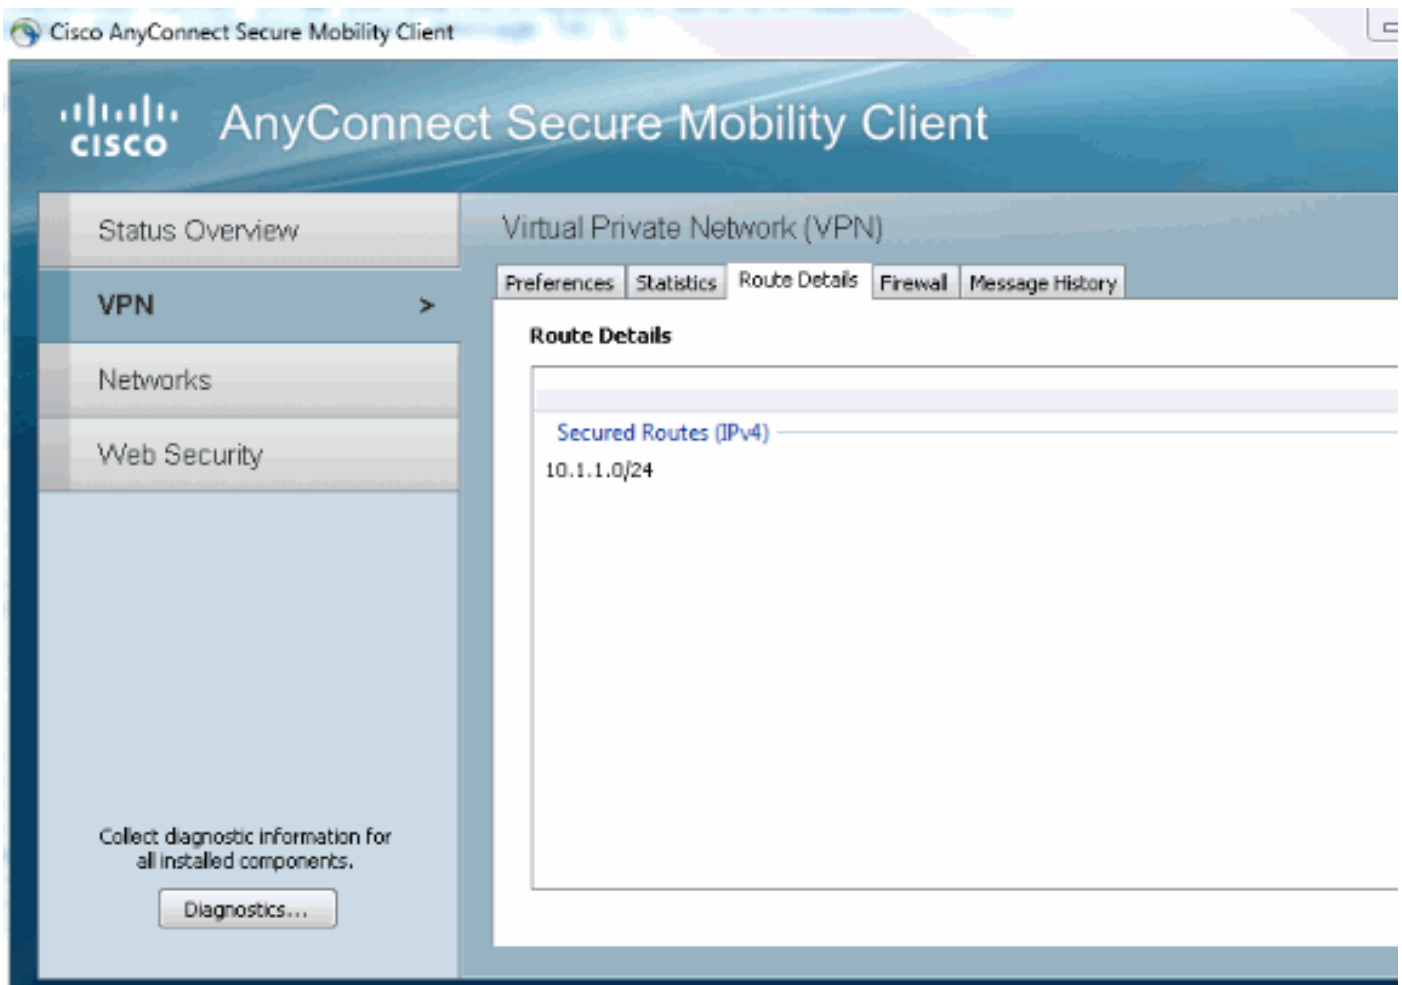 Cisco AnyConnect Secure Mobility Client
CISCO
AnyConnect Secure Mobility Client
Status Overview
VPN >
Networks
Web Security
Collect diagnostic information for
all installed components.
Diagnostics...
Virtual Private Network (VPN)
Preferences Statistics Route Details Firewall Message History
Route Details
Secured Routes (IPv4)
10.1.1.0/24